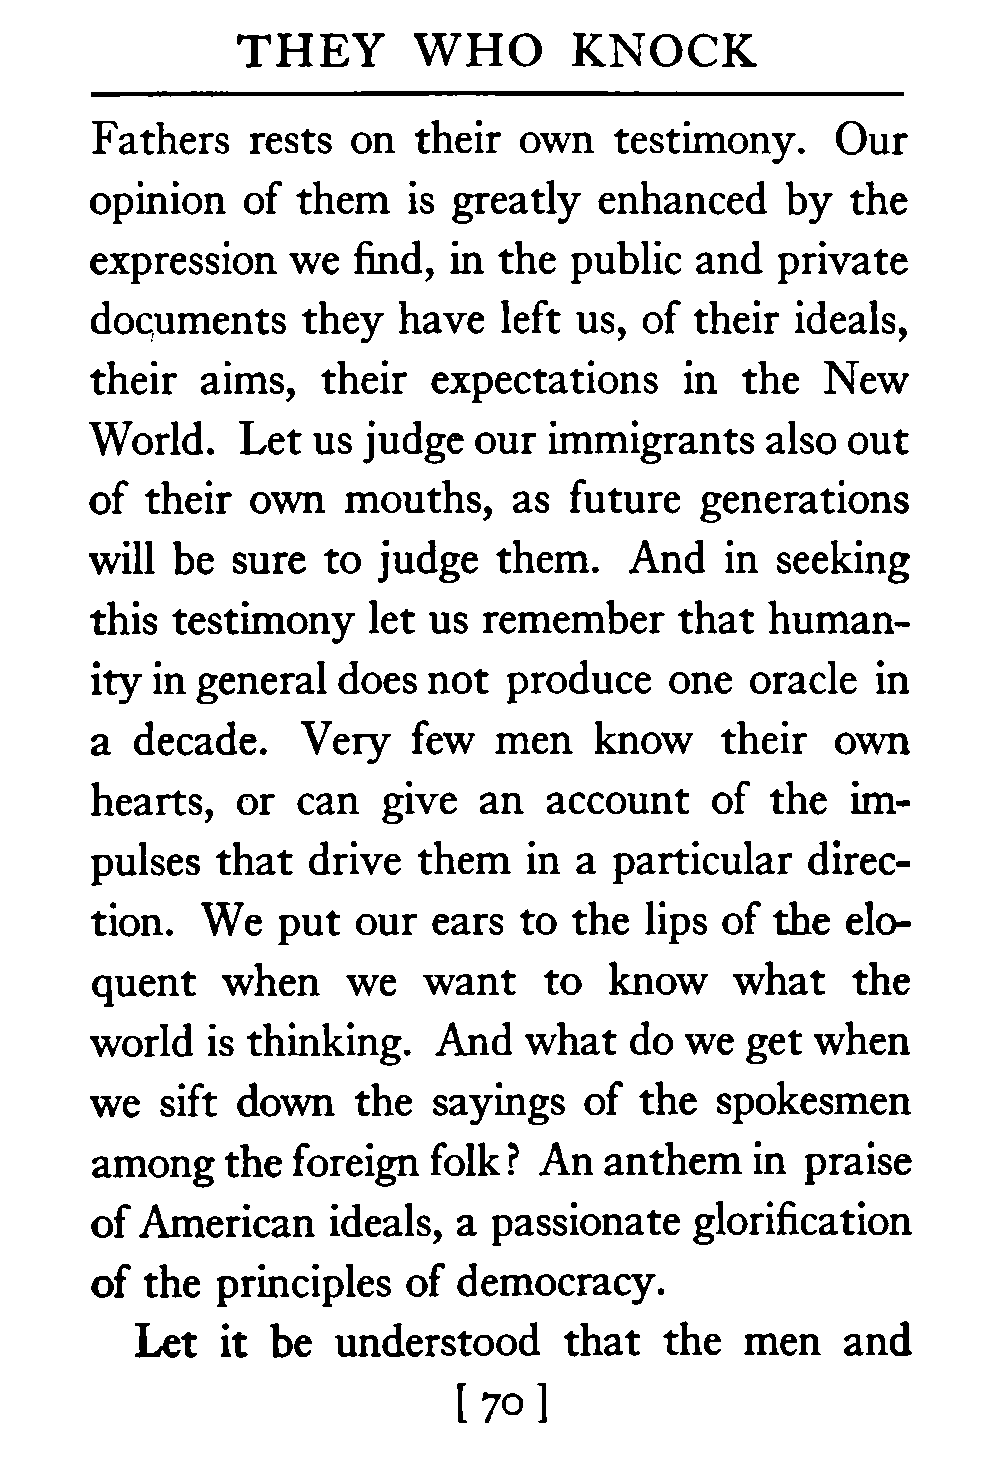 THEY WHO KNOCK
Fathers rests on their own testimony. Our
opinion of them is greatly enhanced by the
expression we find, in the public and private
documents they have left us, of their ideals,
their aims, their expectations in the New
World. Let us judge our immigrants also out
of their own mouths, as future generations
will be sure to judge them. And in seeking
this testimony let us remember that human-
ity in general does not produce one oracle in
a decade. Very few men know their own
hearts, or can give an account of the im-
pulses that drive them in a particular direc-
tion. We put our ears to the lips of the elo-
quent when we want to know what the
world is thinking. And what do we get when
we sift down the sayings of the spokesmen
among the foreign folk? An anthem in praise
of American ideals, a passionate glorification
of the principles of democracy.
Let it be understood that the men and
[ 70 ]